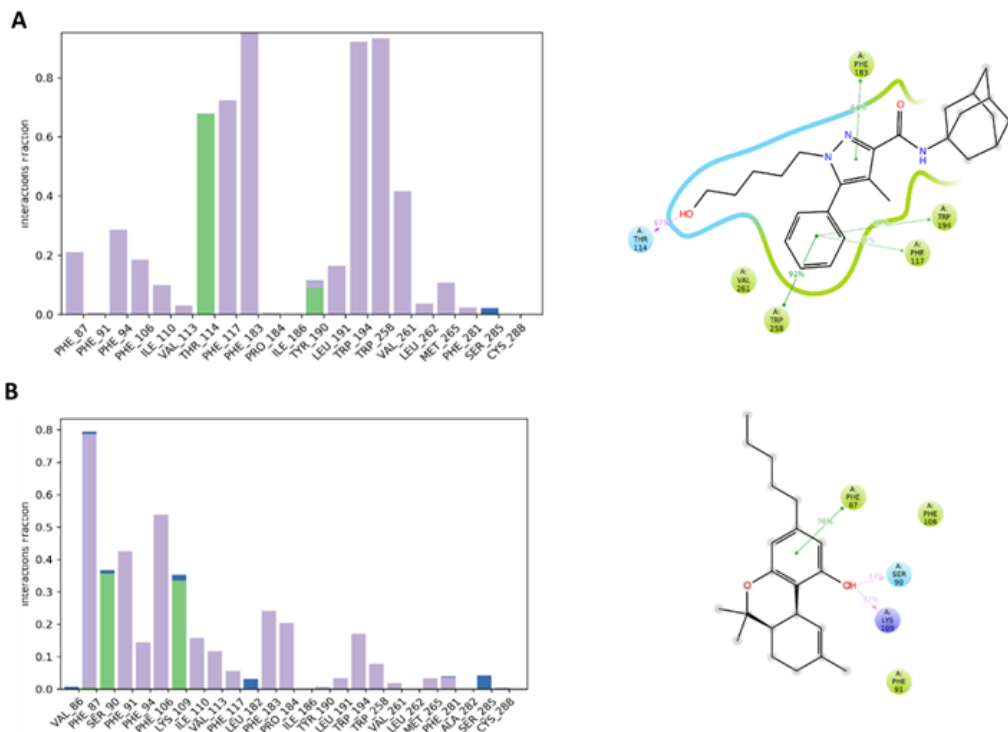 A
Interactions Fraction
0.8
0.6
0.4
0.2
0.0
PHE_87
PHE_91
PHE_94
PHE_106
ILE_110
VAL_113
THR_114
PHE_117
PHE_183
PRO_184
ILE_186
TYR_190
LEU_191
TRP_194
TRP_258
VAL_261
LEU_262
MET_265
PHE_281
SER_285
CYS_288
A:
PHE
183
O
N
N
N
H
HO
67%
A:
THR
114
A:
TRP
194
A:
PHE
117
A:
VAL
261
92%
A:
TRP
258
B
Interactions Fraction
0.8
0.7
0.6
0.5
0.4
0.3
0.2
0.1
0.0
VAL_86
PHE_87
SER_90
PHE_91
PHE_94
PHE_106
LYS_109
ILE_110
VAL_113
PHE_117
LEU_182
PHE_183
PRO_184
ILE_186
TYR_190
LEU_191
TRP_194
TRP_258
VAL_261
LEU_262
MET_265
PHE_281
ALA_282
SER_285
CYS_288
A:
PHE
87
76%
A:
PHE
106
A:
SER
90
OH
O
A:
LYS
109
A:
PHE
91